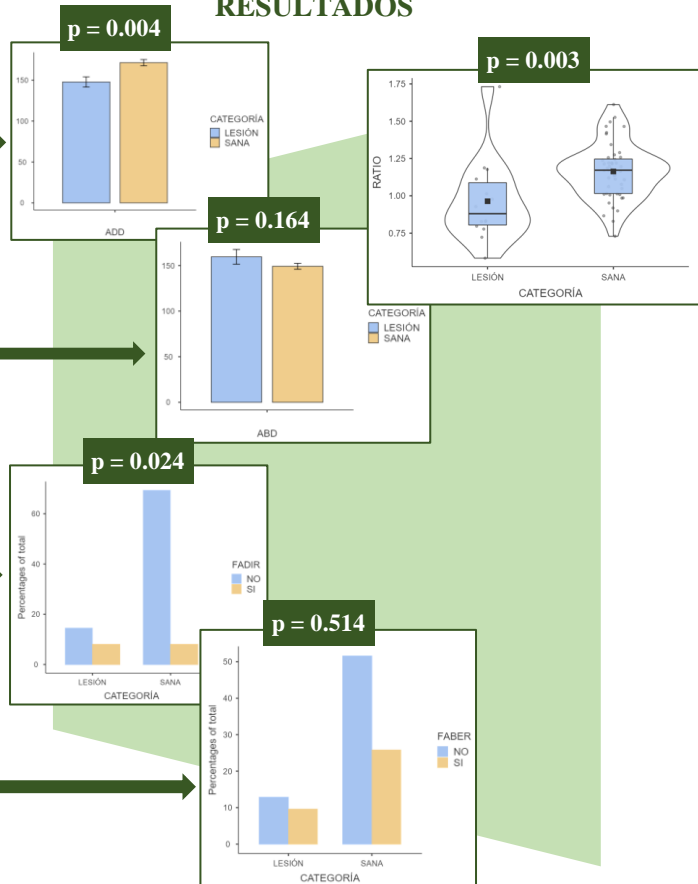 RESULTADOS
p = 0.004
150
100
50
0
ADD
CATEGORÍA
LESIÓN
SANA
p = 0.003
1.75
1.50
1.25
1.00
0.75
RATIO
LESIÓN
SANA
CATEGORÍA
p = 0.164
150
100
50
0
ABD
CATEGORÍA
LESIÓN
SANA
p = 0.024
60
40
20
0
Percentages of total
LESIÓN
SANA
CATEGORÍA
FADIR
NO
SI
p = 0.514
50
40
30
20
10
0
Percentages of total
LESIÓN
SANA
CATEGORÍA
FABER
NO
SI